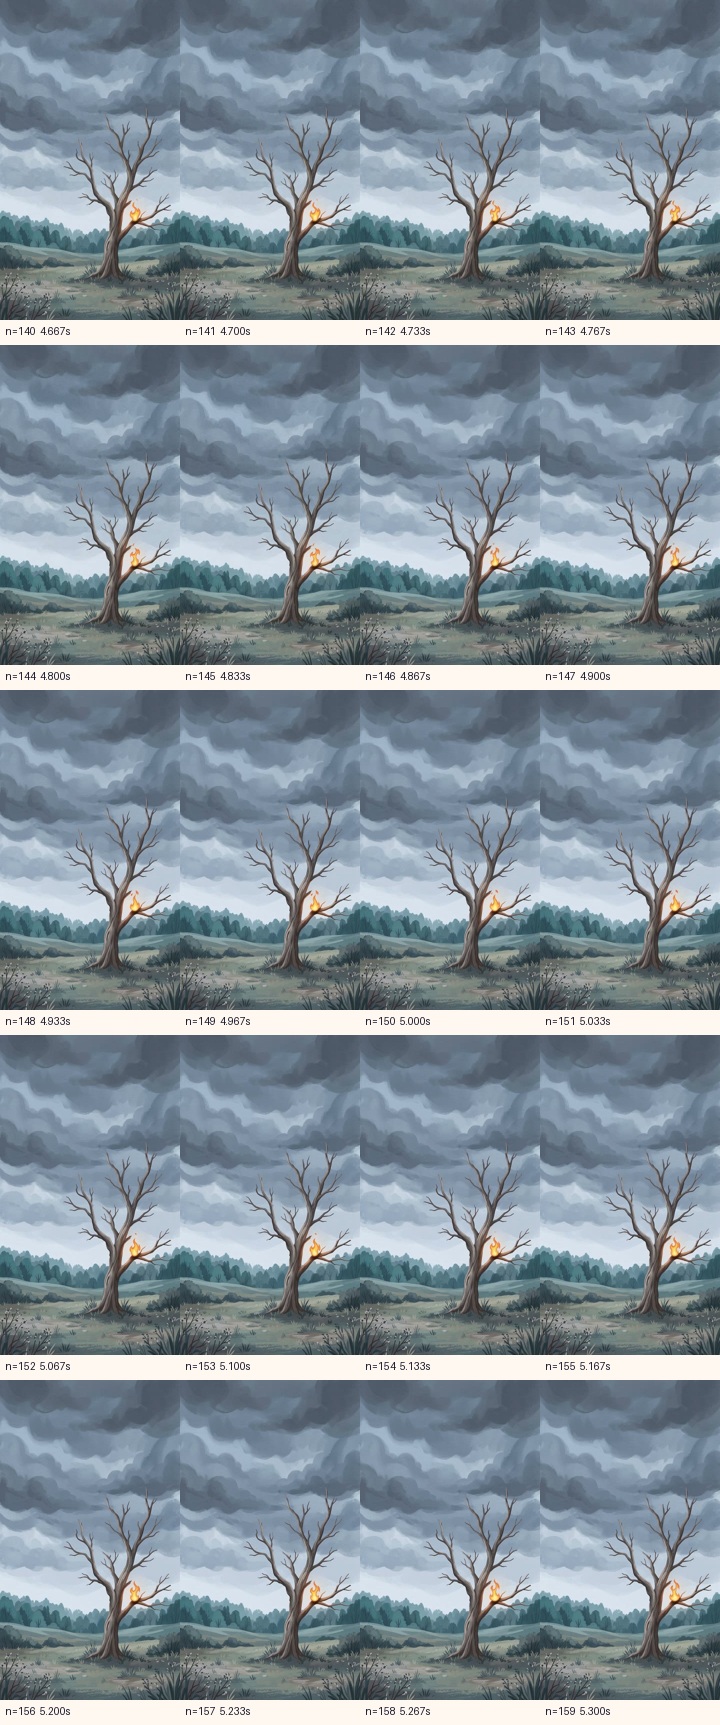 n=140 4.667s
n=141 4.700s
n=142 4.733s
n=143 4.767s
n=144 4.800s
n=145 4.833s
n=146 4.867s
n=147 4.900s
n=148 4.933s
n=149 4.967s
n=150 5.000s
n=151 5.033s
n=152 5.067s
n=153 5.100s
n=154 5.133s
n=155 5.167s
n=156 5.200s
n=157 5.233s
n=158 5.267s
n=159 5.300s